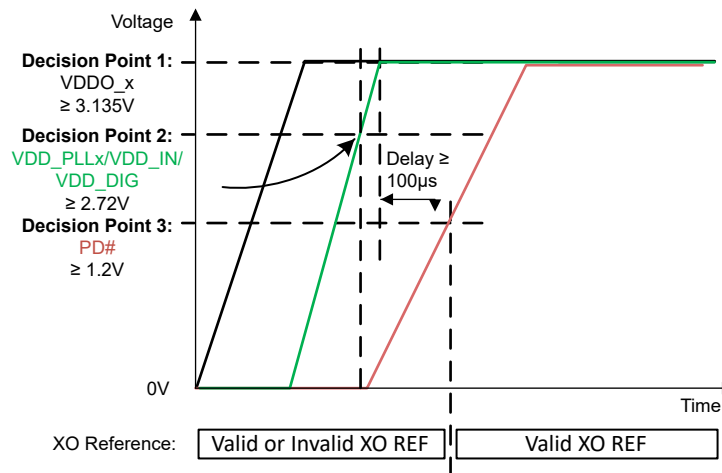 Voltage
Decision Point 1:
VDDO_x
≥ 3.135V
Decision Point 2:
VDD_PLLx/VDD_IN/
VDD_DIG
≥ 2.72V
Delay ≥
100μs
Decision Point 3:
PD#
≥ 1.2V
0V
Time
XO Reference:
Valid or Invalid XO REF
Valid XO REF